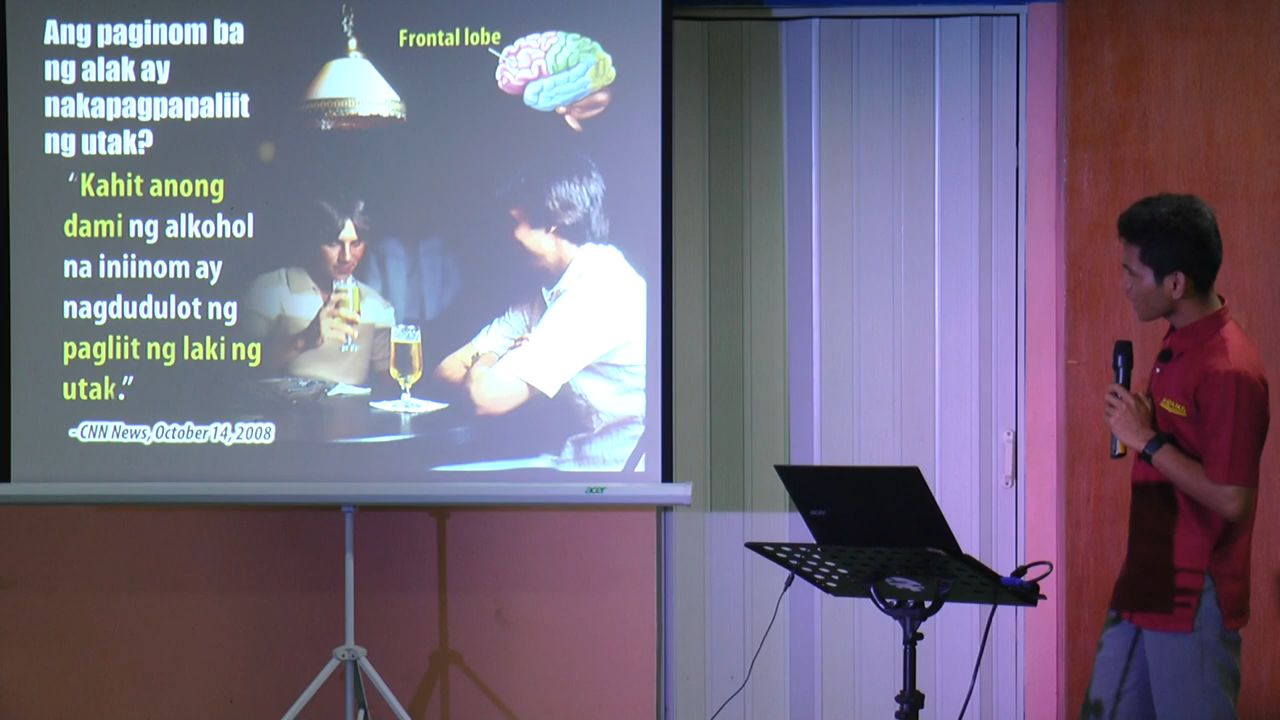 Ang paginom ba
ng alak ay
nakapagpapaliit
ng utak?
“Kahit anong
dami ng alkohol
na iniinom ay
nagdudulot ng
pagliit ng laki ng
utak.”
- CNN News, October 14, 2008
Frontal lobe
acer
acer